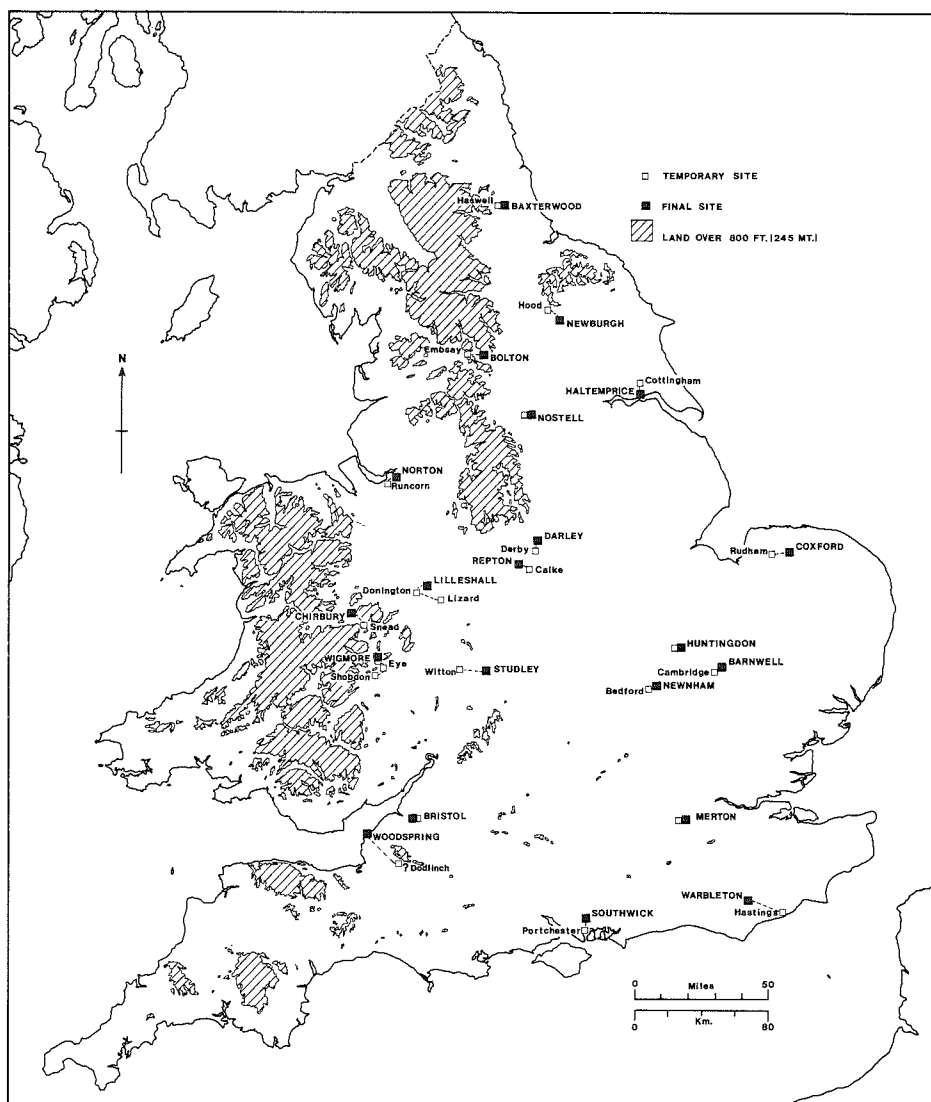 TEMPORARY SITE
FINAL SITE
LAND OVER 800 FT. (245 MT.)
Haswell
BAXTERWOOD
Hood
NEWBURGH
Embsay
BOLTON
N
Cottingham
HALTEMPRICE
NOSTELL
NORTON
Runcorn
DARLEY
Derby
REPTON
Calke
Rudham
COXFORD
LILLESHALL
Donington
Lizard
CHIRBURY
Snead
WIGMORE
Eye
Shobdon
Witton
STUDLEY
HUNTINGDON
BARNWELL
Cambridge
Bedford
NEWNHAM
BRISTOL
WOODSPRING
? Dodlinch
MERTON
WARBLETON
Hastings
SOUTHWICK
Portchester
0 Miles 50
0 Km. 80